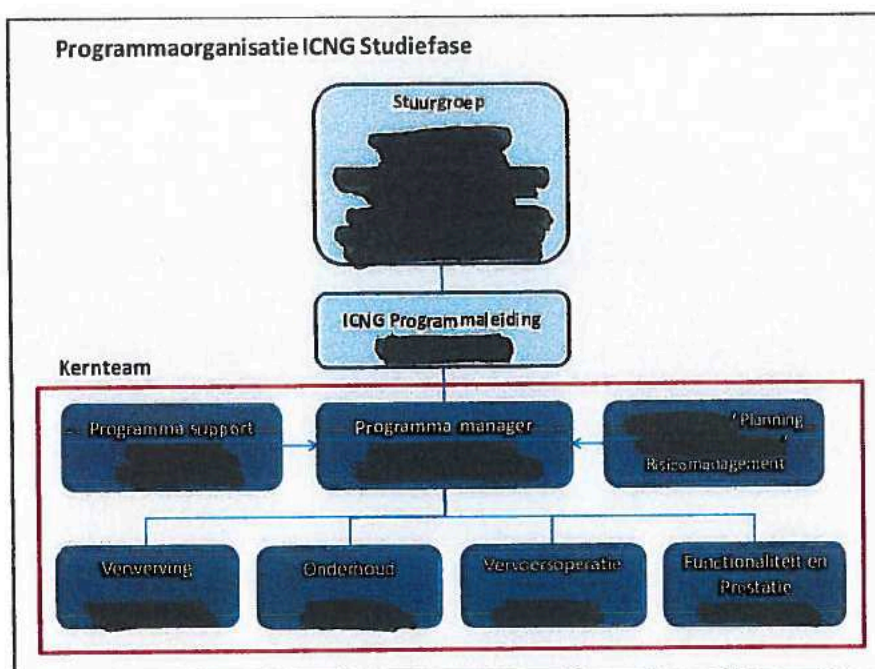 Programmaorganisatie ICNG Studiefase
Stuurgroep
ICNG Programmaleiding
Kernteam
Programma support
Programma manager
Planning
Risicomanagement
Verwerving
Onderhoud
Vervoersoperatie
Functionaliteit en
Prestatie